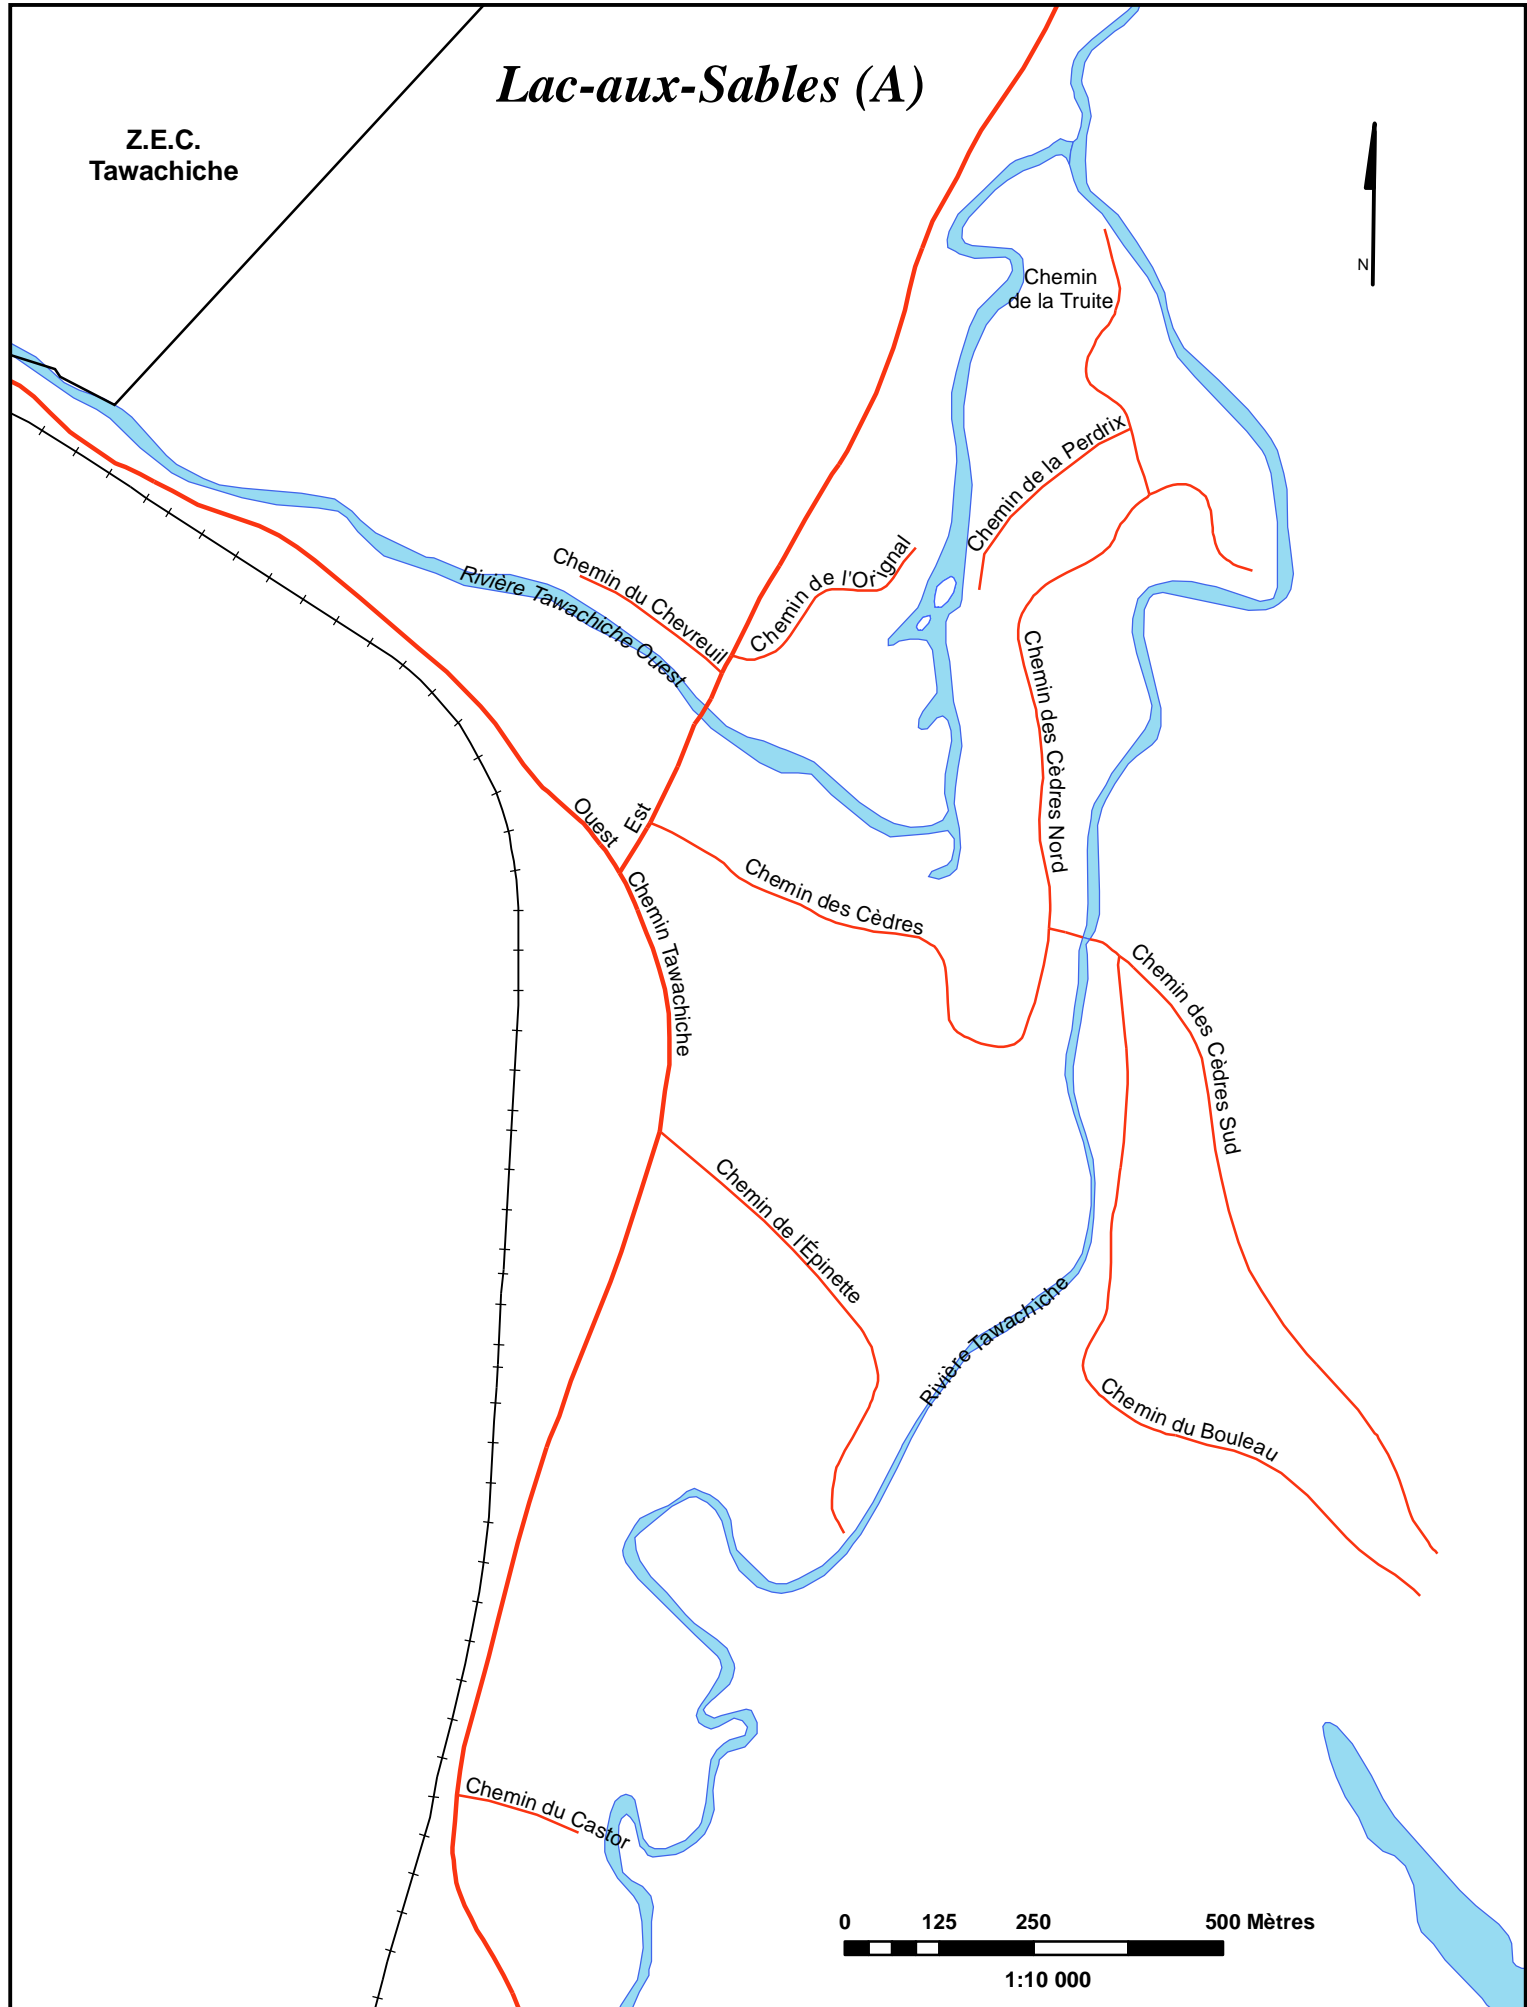 Lac-aux-Sables (A)
Z.E.C.
Tawachiche
N
Chemin
de la Truite
Chemin de la Perdrix
Chemin de l'Orignal
Chemin du Chevreuil
Rivière Tawachiche Ouest
Chemin des Cèdres Nord
Ouest
Est
Chemin des Cèdres
Chemin Tawachiche
Chemin des Cèdres Sud
Chemin de l'Épinette
Rivière Tawachiche
Chemin du Bouleau
Chemin du Castor
0 125 250 500 Mètres
1:10 000